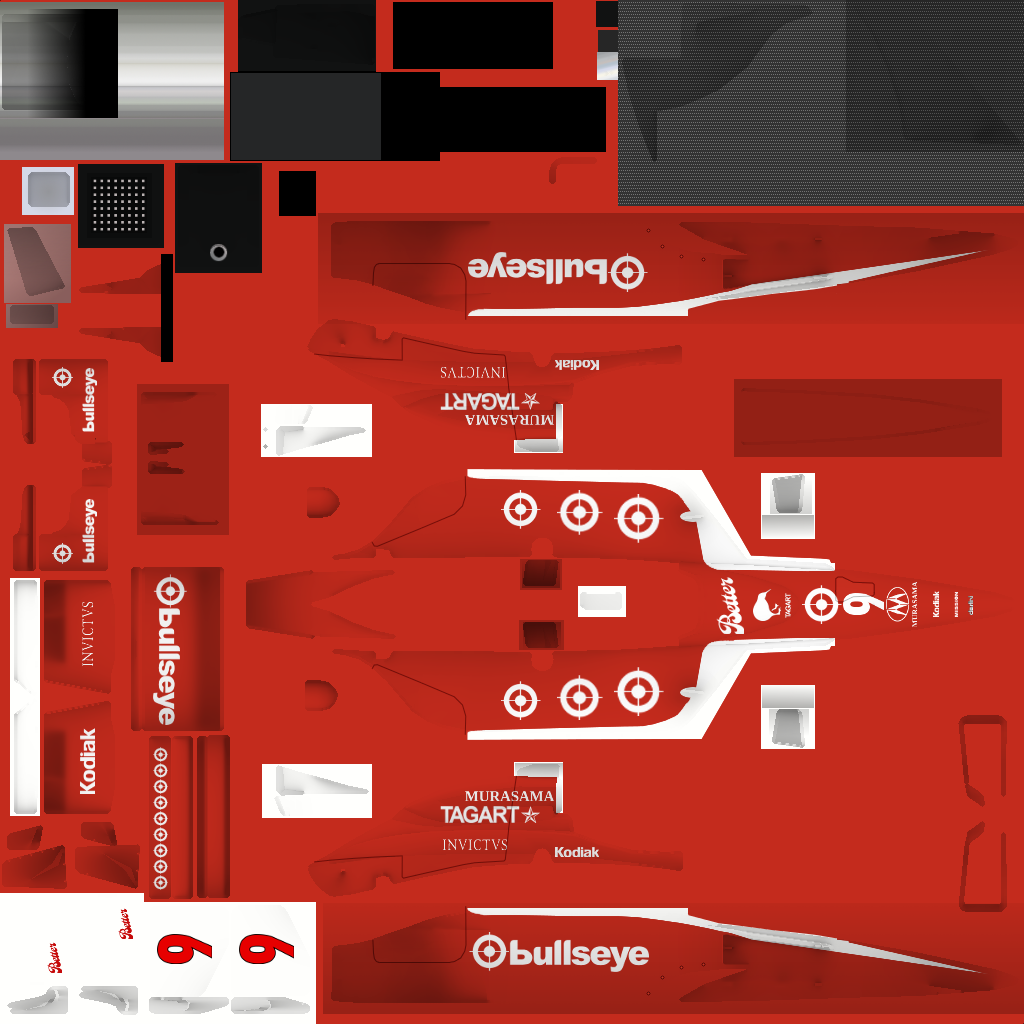 bullseye
Kodiak
INVICTVS
TAGART
MURASAMA
bullseye
bullseye
Better
TAGART
9
MURASAMA
Kodiak
INVICTVS
bullseye
Kodiak
MURASAMA
TAGART
INVICTVS
Kodiak
Better
Better
9
9
bullseye